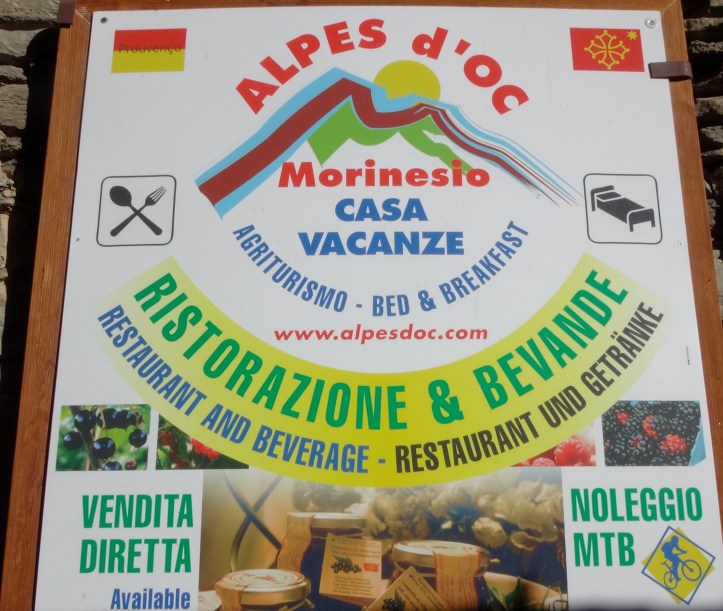 Prouvenço
ALPES d'OC
Morinesio
CASA
VACANZE
AGRITURISMO - BED & BREAKFAST
www.alpesdoc.com
RISTORAZIONE & BEVANDE
RESTAURANT AND BEVERAGE - RESTAURANT UND GETRÄNKE
VENDITA
DIRETTA
Available
NOLEGGIO
MTB